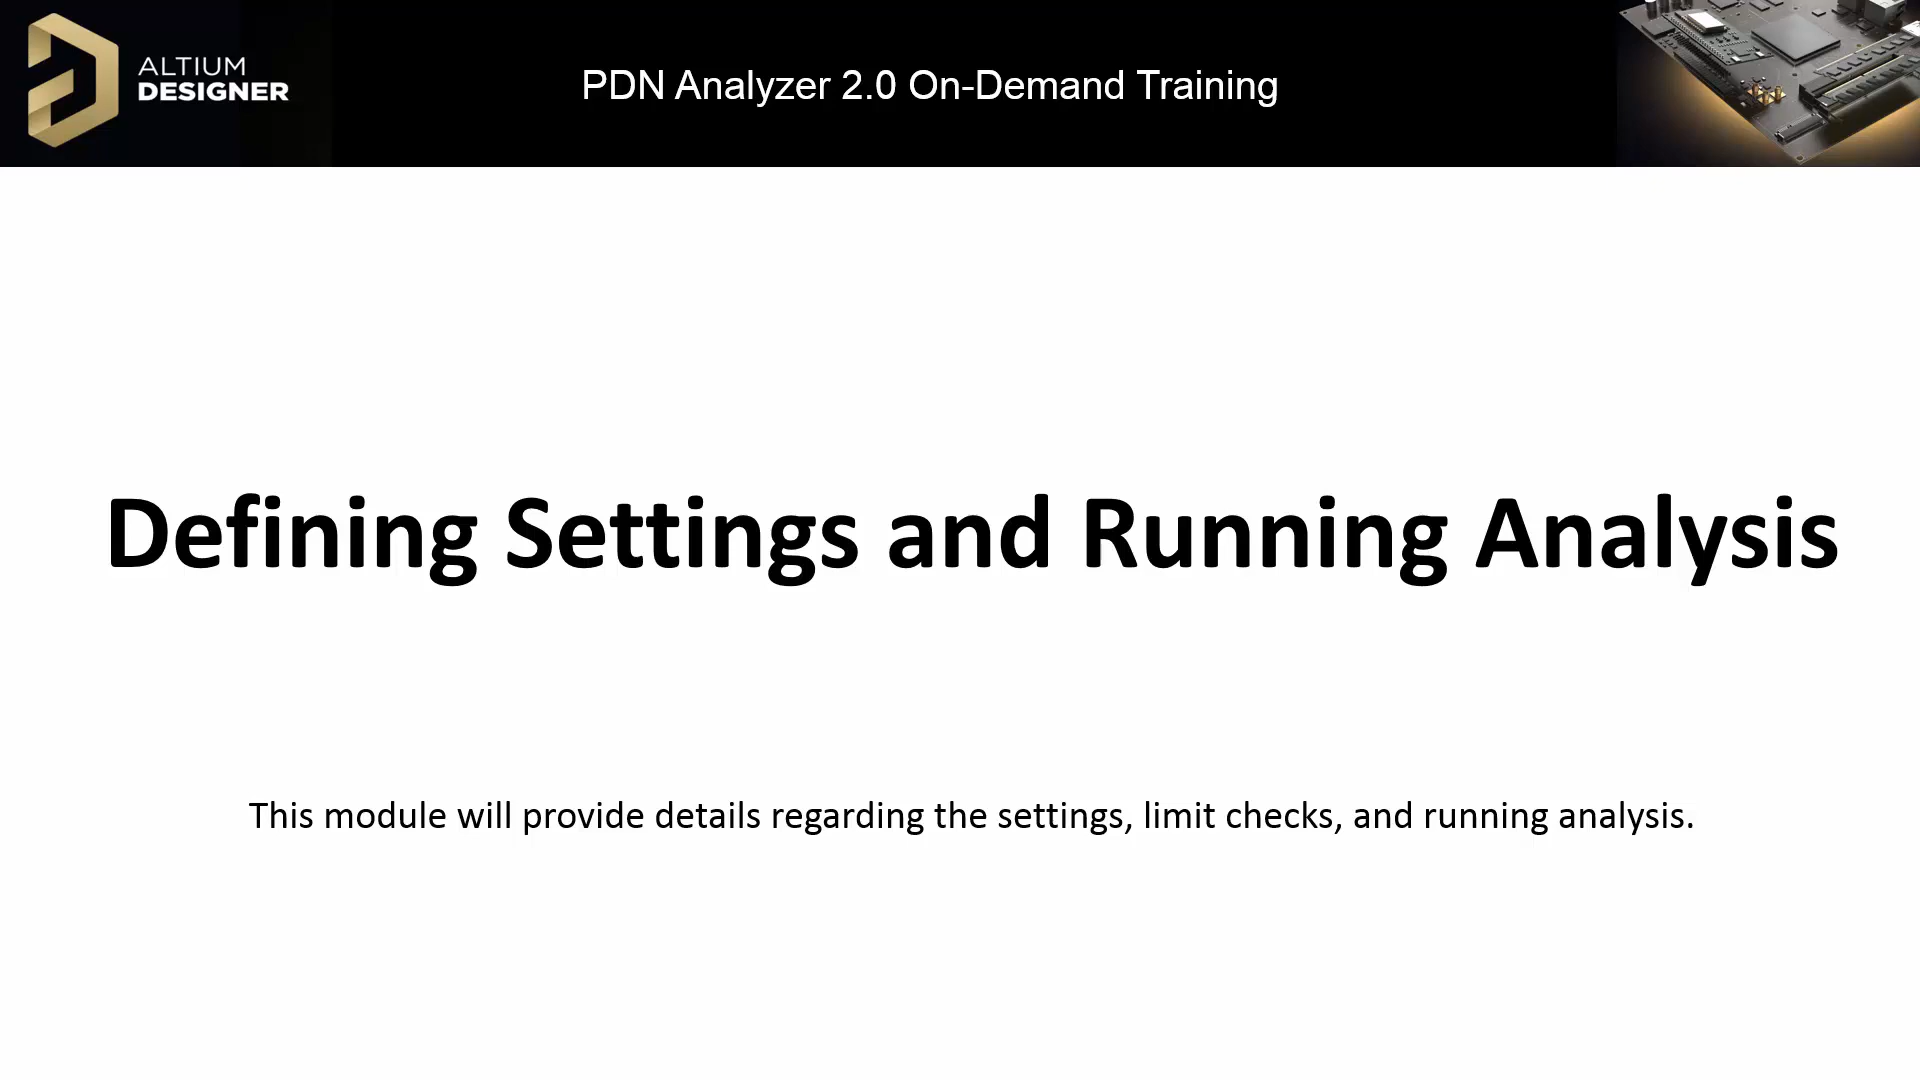 ALTIUM
DESIGNER
PDN Analyzer 2.0 On-Demand Training
Defining Settings and Running Analysis
This module will provide details regarding the settings, limit checks, and running analysis.